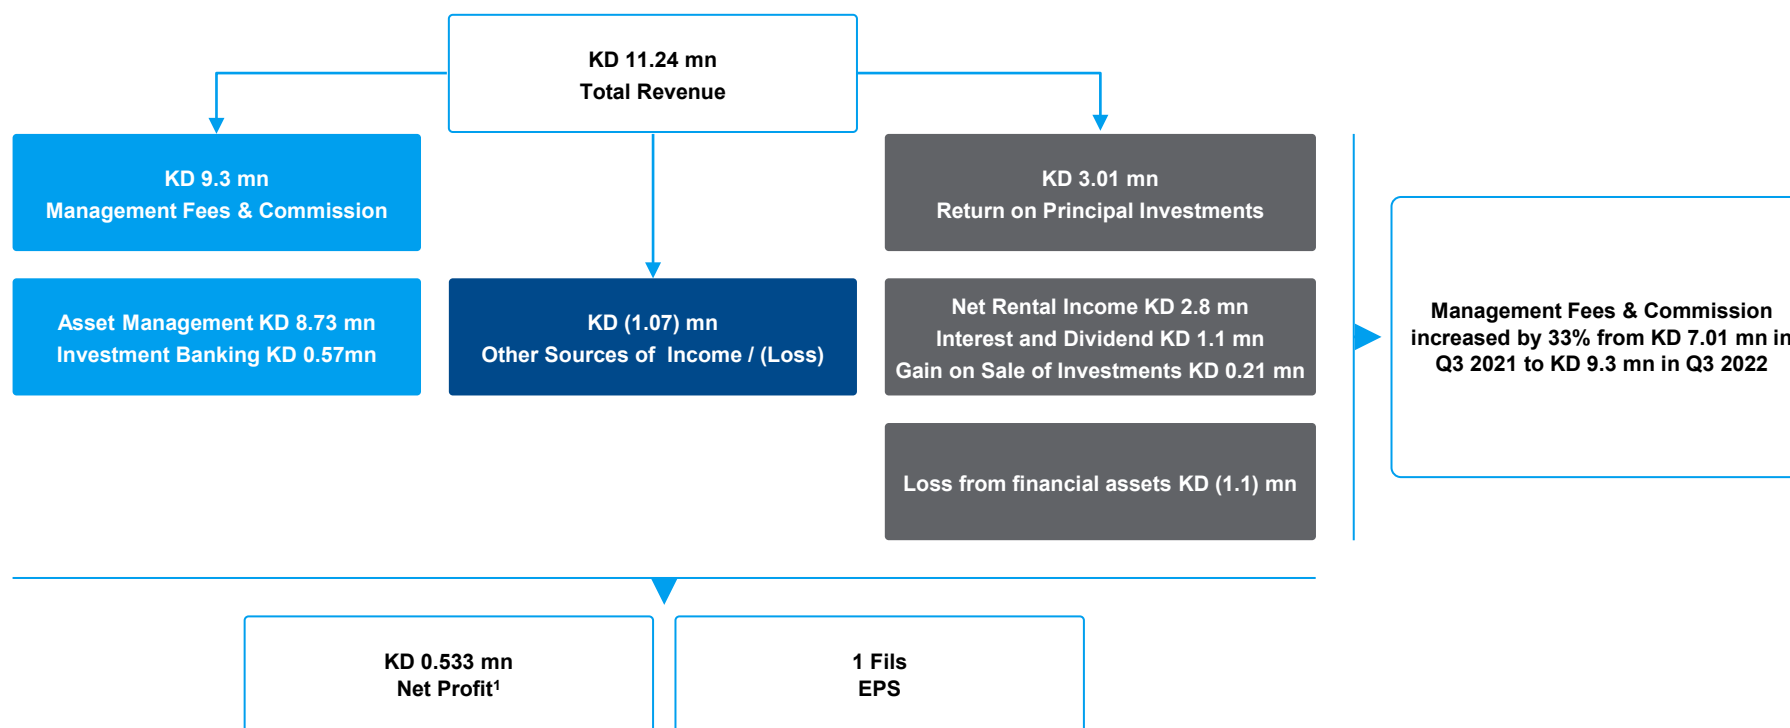 KD 11.24 mn
Total Revenue
KD 9.3 mn
Management Fees & Commission
KD 3.01 mn
Return on Principal Investments
Asset Management KD 8.73 mn
Investment Banking KD 0.57mn
KD (1.07) mn
Other Sources of Income / (Loss)
Net Rental Income KD 2.8 mn
Interest and Dividend KD 1.1 mn
Gain on Sale of Investments KD 0.21 mn
Loss from financial assets KD (1.1) mn
Management Fees & Commission
increased by 33% from KD 7.01 mn in
Q3 2021 to KD 9.3 mn in Q3 2022
KD 0.533 mn
Net Profit¹
1 Fils
EPS